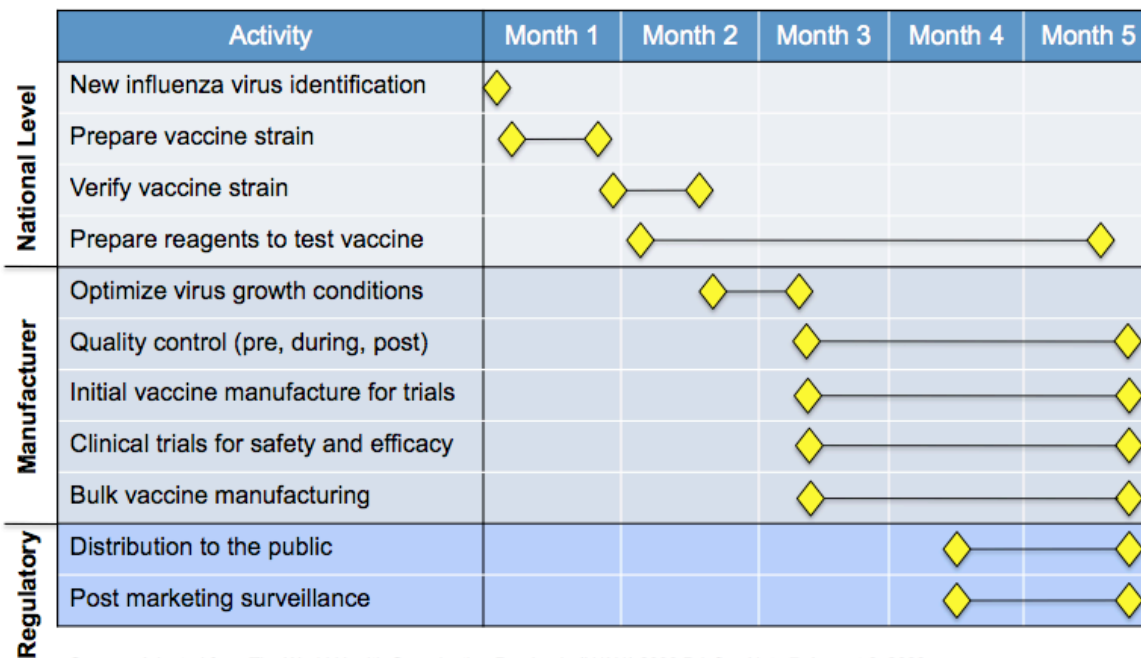 Activity Month 1 Month 2 Month 3 Month 4 Month 5
National Level
New influenza virus identification
Prepare vaccine strain
Verify vaccine strain
Prepare reagents to test vaccine
Manufacturer
Optimize virus growth conditions
Quality control (pre, during, post)
Initial vaccine manufacture for trials
Clinical trials for safety and efficacy
Bulk vaccine manufacturing
Regulatory
Distribution to the public
Post marketing surveillance